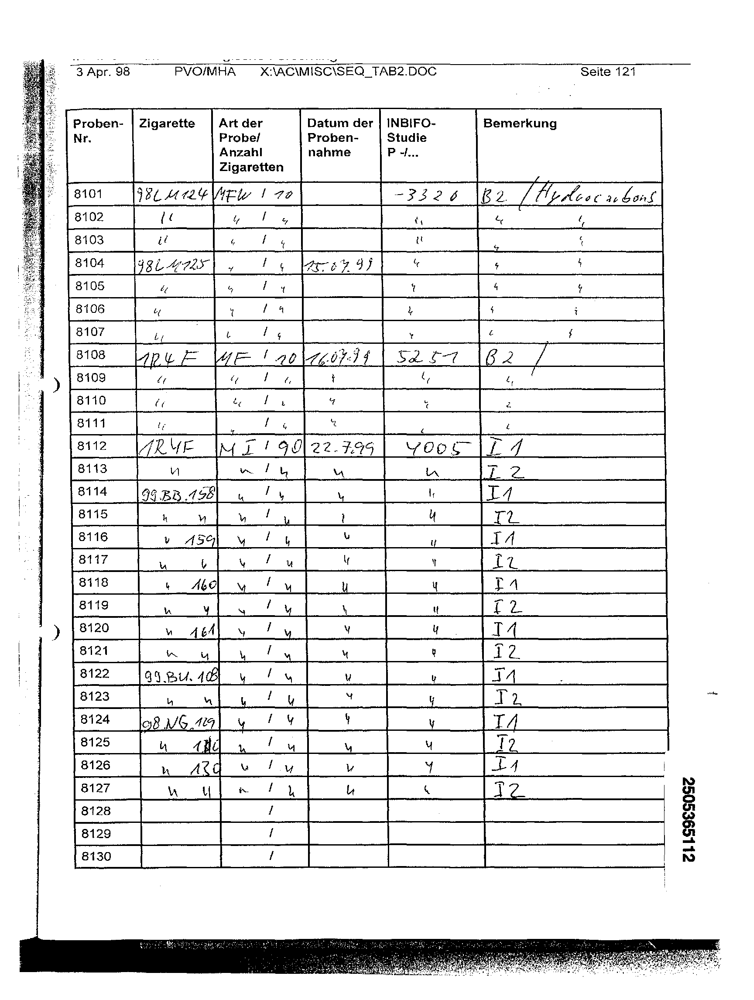 3 Apr. 98 PVO/MHA X:\AC\MISC\SEQ_TAB2.DOC Seite 121
Proben-Nr. Zigarette Art der Probe/ Anzahl Zigaretten Datum der Proben-nahme INBIFO-Studie P -/... Bemerkung
8101 98LM124 MFW / 10 -3320 B2 / Hydrocarbons
8102 " " / " " " "
8103 " " / " " " "
8104 98LM125 " / " 15.07.99 " " "
8105 " " / " " " "
8106 " " / " " " "
8107 " " / " " " "
8108 1R4F MF / 10 16.07.99 5251 B2 /
8109 " " / " " " "
8110 " " / " " " "
8111 " " / " " " "
8112 1R4F MI / 90 22.7.99 4005 I1
8113 " " / " " " I2
8114 99.BB.158 " / " " " I1
8115 " " " / " " " I2
8116 " 159 " / " " " I1
8117 " " " / " " " I2
8118 " 160 " / " " " I1
8119 " " " / " " " I2
8120 " 161 " / " " " I1
8121 " " " / " " " I2
8122 99.BU.108 " / " " " I1
8123 " " " / " " " I2
8124 98.NG.129 " / " " " I1
8125 " " / " " " I2
8126 " 130 " / " " " I1
8127 " " " / " " " I2
8128 /
8129 /
8130 /
2505365112